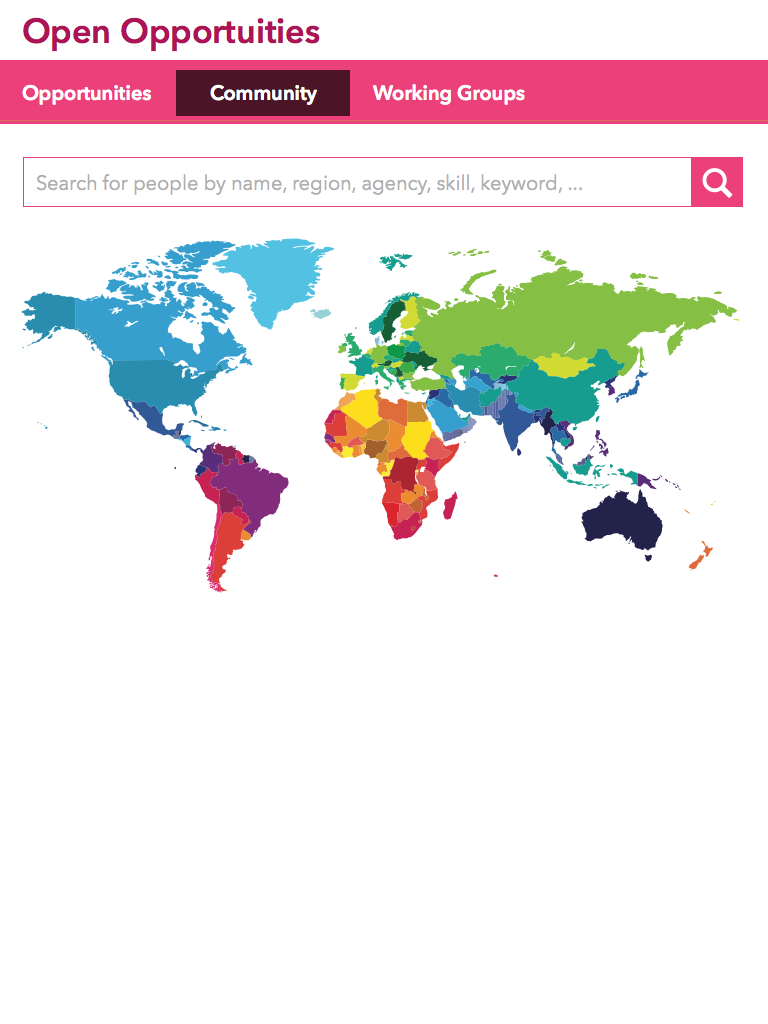 Open Opportuities
Opportunities Community Working Groups
Search for people by name, region, agency, skill, keyword, ...